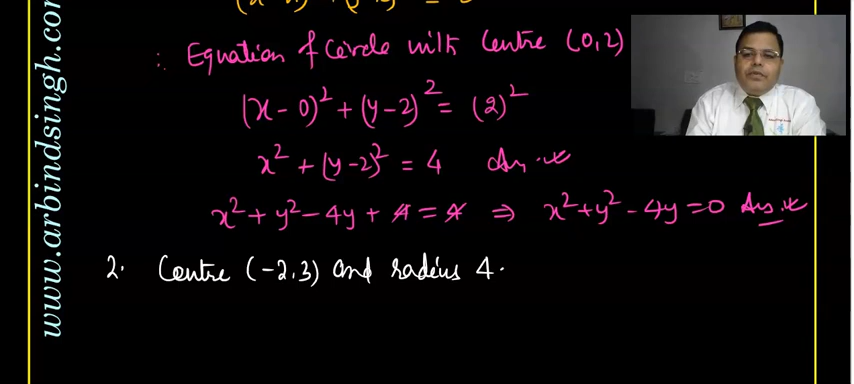 ∴ Equation of Circle with Centre (0,2)
(x-0)² + (y-2)² = (2)²
x² + (y-2)² = 4 Ans.
x² + y² - 4y + 4 = 4 ⇒ x² + y² - 4y = 0 Ans.
2. Centre (-2,3) and radius 4.
www.arbindsingh.com